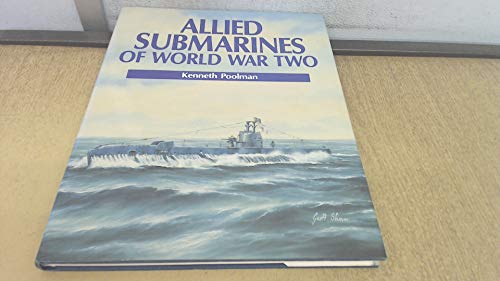 ALLIED
SUBMARINES
OF WORLD WAR TWO
Kenneth Poolman